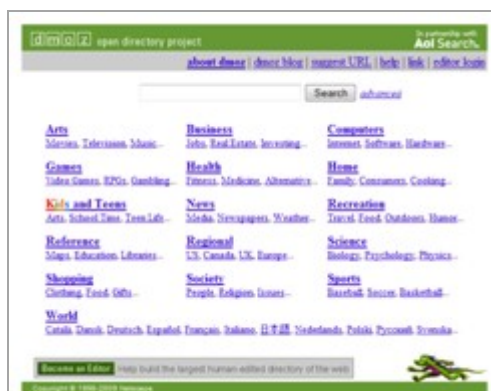 dmoz open directory project
In partnership with
Aol Search.
about dmoz | dmoz blog | suggest URL | help | link | editor login
Search advanced
Arts Business Computers
Movies, Television, Music... Jobs, Real Estate, Investing... Internet, Software, Hardware...
Games Health Home
Video Games, RPGs, Gambling... Fitness, Medicine, Alternative... Family, Consumers, Cooking...
Kids and Teens News Recreation
Arts, School Time, Teen Life... Media, Newspapers, Weather... Travel, Food, Outdoors, Humor...
Reference Regional Science
Maps, Education, Libraries... US, Canada, UK, Europe... Biology, Psychology, Physics...
Shopping Society Sports
Clothing, Food, Gifts... People, Religion, Issues... Baseball, Soccer, Basketball...
World
Català, Dansk, Deutsch, Español, Français, Italiano, 日本語, Nederlands, Polski, Русский, Svenska...
Become an Editor Help build the largest human-edited directory of the web
Copyright © 1998-2009 Netscape